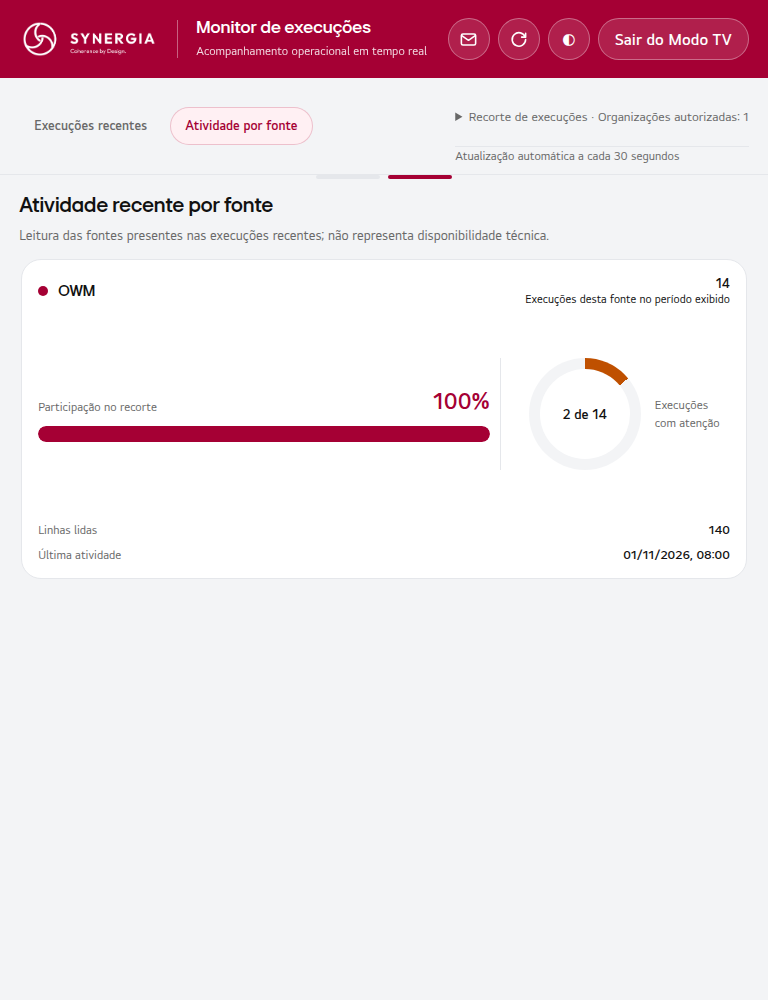 SYNERGIA
Coherence by Design.
Monitor de execuções
Acompanhamento operacional em tempo real
Sair do Modo TV
Execuções recentes
Atividade por fonte
Recorte de execuções · Organizações autorizadas: 1
Atualização automática a cada 30 segundos
Atividade recente por fonte
Leitura das fontes presentes nas execuções recentes; não representa disponibilidade técnica.
OWM
14
Execuções desta fonte no período exibido
Participação no recorte
100%
2 de 14
Execuções
com atenção
Linhas lidas
140
Última atividade
01/11/2026, 08:00